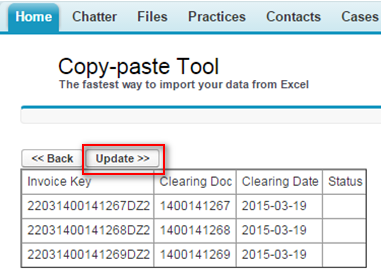 Home Chatter Files Practices Contacts Cases
Copy-paste Tool
The fastest way to import your data from Excel
<< Back Update >>
Invoice Key Clearing Doc Clearing Date Status
22031400141267DZ2 1400141267 2015-03-19
22031400141268DZ2 1400141268 2015-03-19
22031400141269DZ2 1400141269 2015-03-19